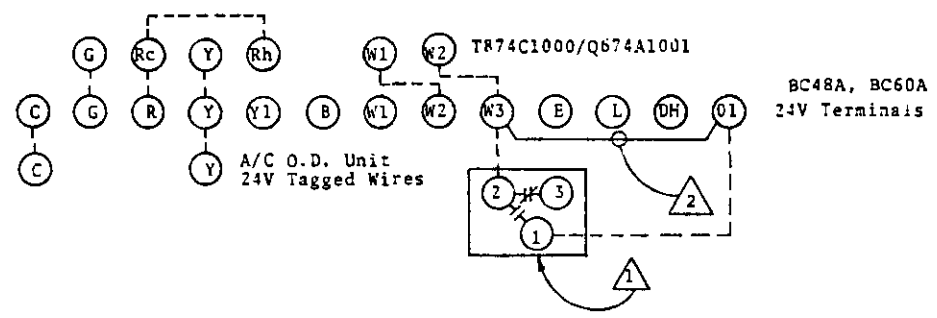 G Rc Y Rh W1 W2 T874C1000/Q674A1001
C G R Y Y1 B W1 W2 W3 E L DH O1
BC48A, BC60A
24V Terminals
C Y
A/C O.D. Unit
24V Tagged Wires
2 3
2
1
1